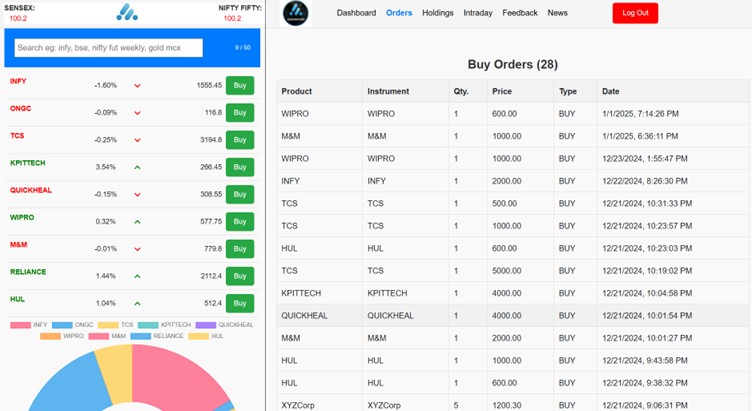 SENSEX: NIFTY FIFTY:
100.2 100.2
Search eg: infy, bse, nifty fut weekly, gold mcx 9 / 50
INFY -1.60% 1555.45 Buy
ONGC -0.09% 116.8 Buy
TCS -0.25% 3194.8 Buy
KPITTECH 3.54% 266.45 Buy
QUICKHEAL -0.15% 308.55 Buy
WIPRO 0.32% 577.75 Buy
M&M -0.01% 779.8 Buy
RELIANCE 1.44% 2112.4 Buy
HUL 1.04% 512.4 Buy
INFY ONGC TCS KPITTECH QUICKHEAL
WIPRO M&M RELIANCE HUL
Dashboard Orders Holdings Intraday Feedback News Log Out
Buy Orders (28)
Product Instrument Qty. Price Type Date
WIPRO WIPRO 1 600.00 BUY 1/1/2025, 7:14:26 PM
M&M M&M 1 1000.00 BUY 1/1/2025, 6:36:11 PM
WIPRO WIPRO 1 1000.00 BUY 12/23/2024, 1:55:47 PM
INFY INFY 1 2000.00 BUY 12/22/2024, 8:26:30 PM
TCS TCS 1 500.00 BUY 12/21/2024, 10:31:33 PM
TCS TCS 1 1000.00 BUY 12/21/2024, 10:23:57 PM
HUL HUL 1 600.00 BUY 12/21/2024, 10:23:03 PM
TCS TCS 1 5000.00 BUY 12/21/2024, 10:19:02 PM
KPITTECH KPITTECH 1 4000.00 BUY 12/21/2024, 10:04:58 PM
QUICKHEAL QUICKHEAL 1 4000.00 BUY 12/21/2024, 10:01:54 PM
M&M M&M 1 2000.00 BUY 12/21/2024, 10:01:27 PM
HUL HUL 1 1000.00 BUY 12/21/2024, 9:43:58 PM
HUL HUL 1 600.00 BUY 12/21/2024, 9:38:32 PM
XYZCorp XYZCorp 5 1200.30 BUY 12/21/2024, 9:06:31 PM